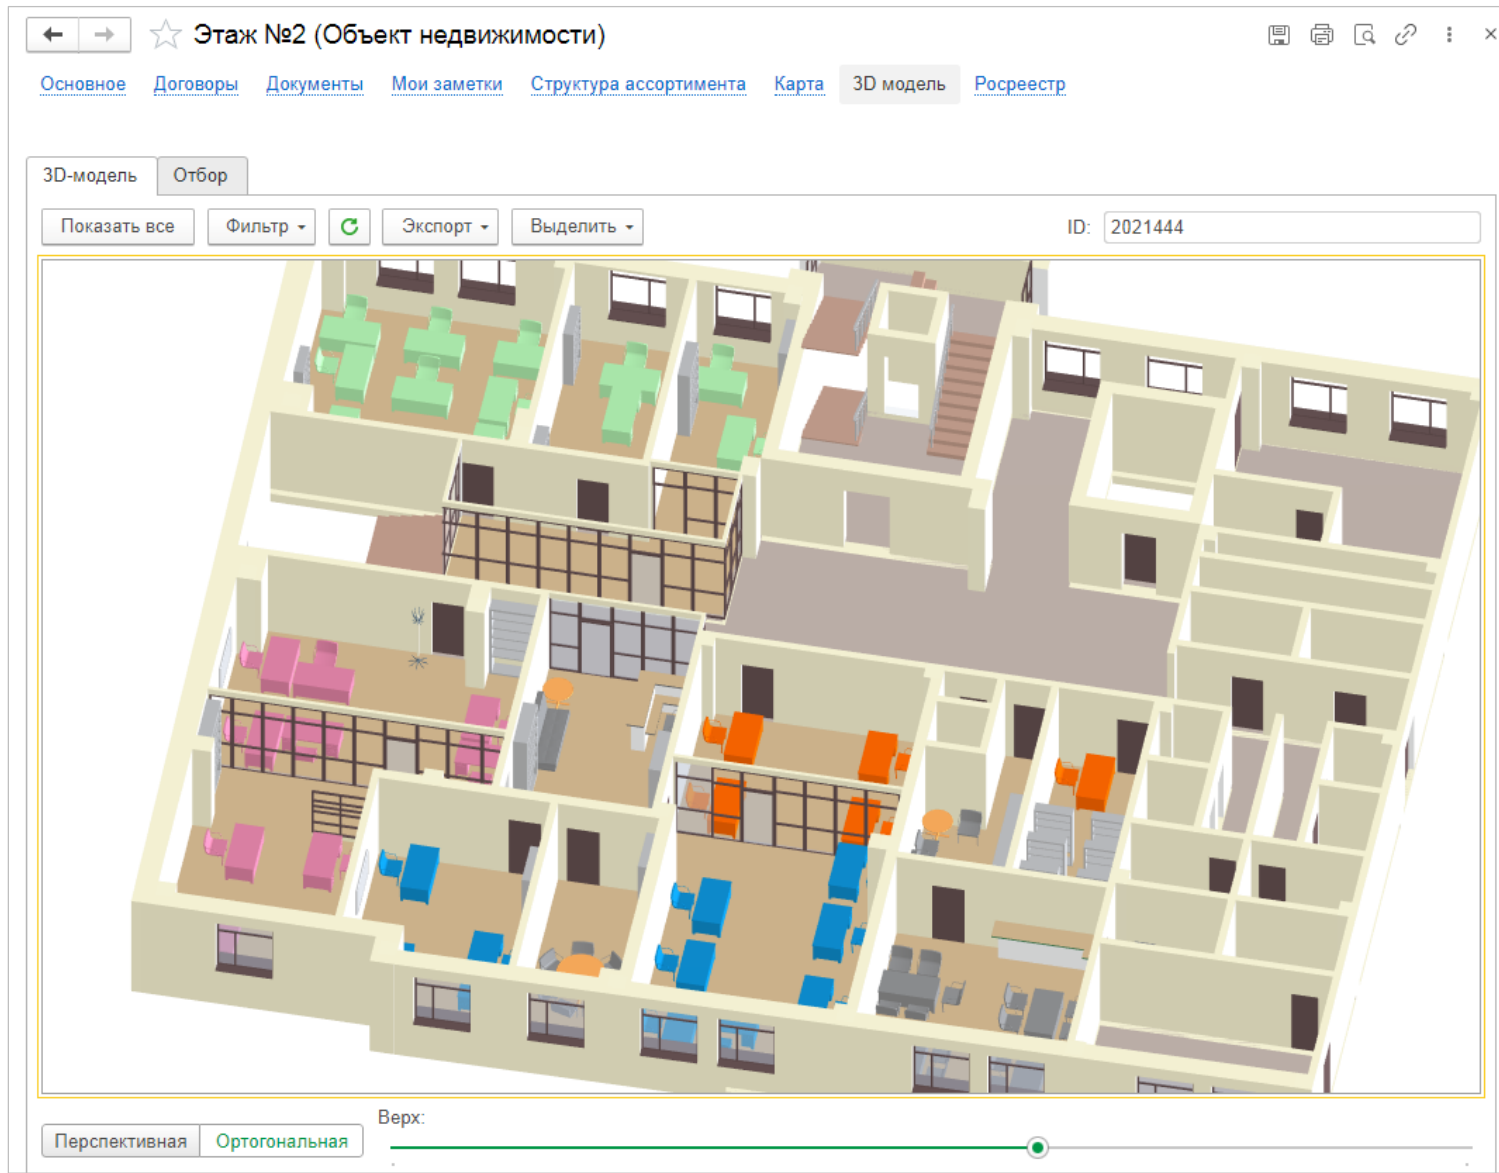 Этаж №2 (Объект недвижимости)
Основное Договоры Документы Мои заметки Структура ассортимента Карта 3D модель Росреестр
3D-модель Отбор
Показать все Фильтр Экспорт Выделить ID: 2021444
Верх:
Перспективная Ортогональная